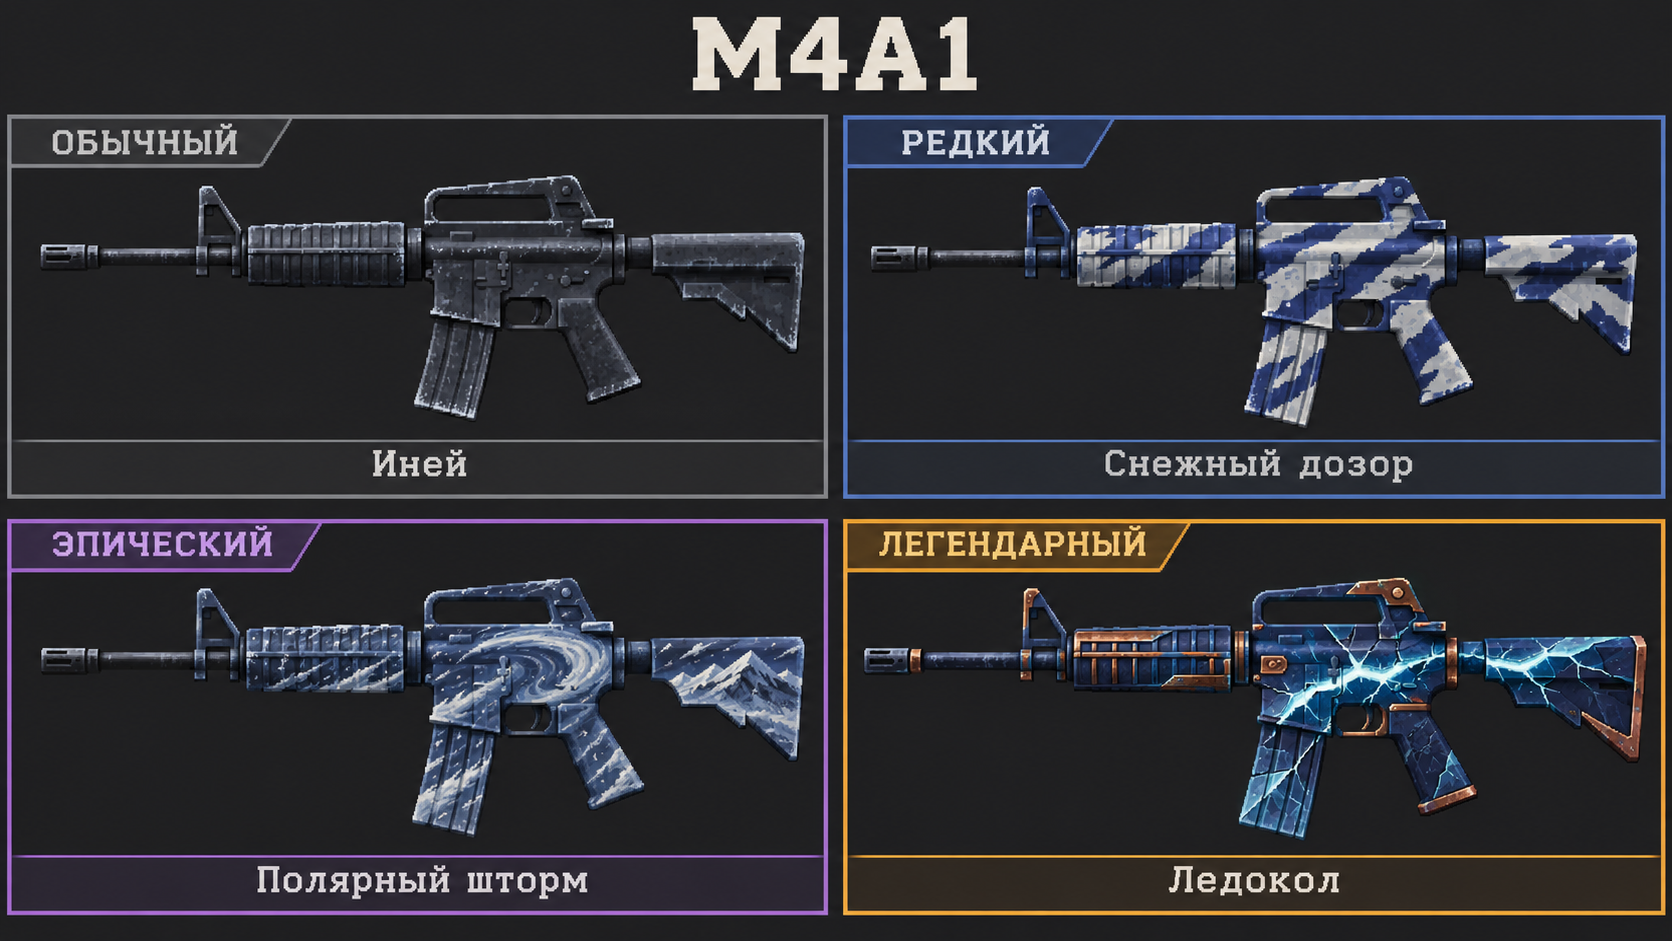 M4A1
ОБЫЧНЫЙ
РЕДКИЙ
Иней
Снежный дозор
ЭПИЧЕСКИЙ
ЛЕГЕНДАРНЫЙ
Полярный шторм
Ледокол